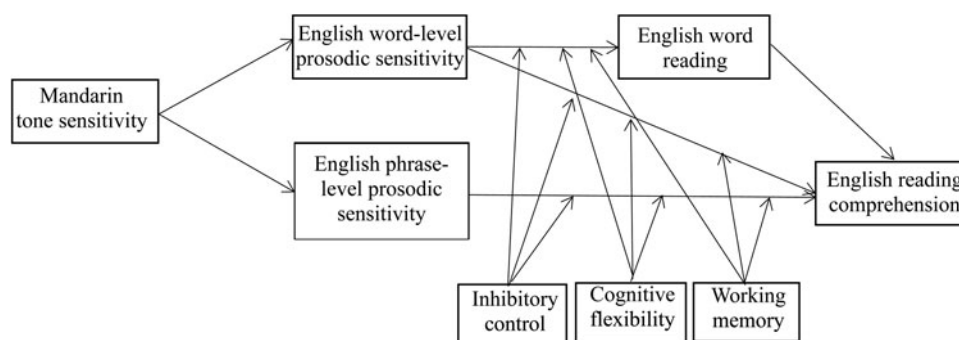 English word-level
prosodic sensitivity
English word
reading
Mandarin
tone sensitivity
English phrase-
level prosodic
sensitivity
English reading
comprehension
Inhibitory
control
Cognitive
flexibility
Working
memory